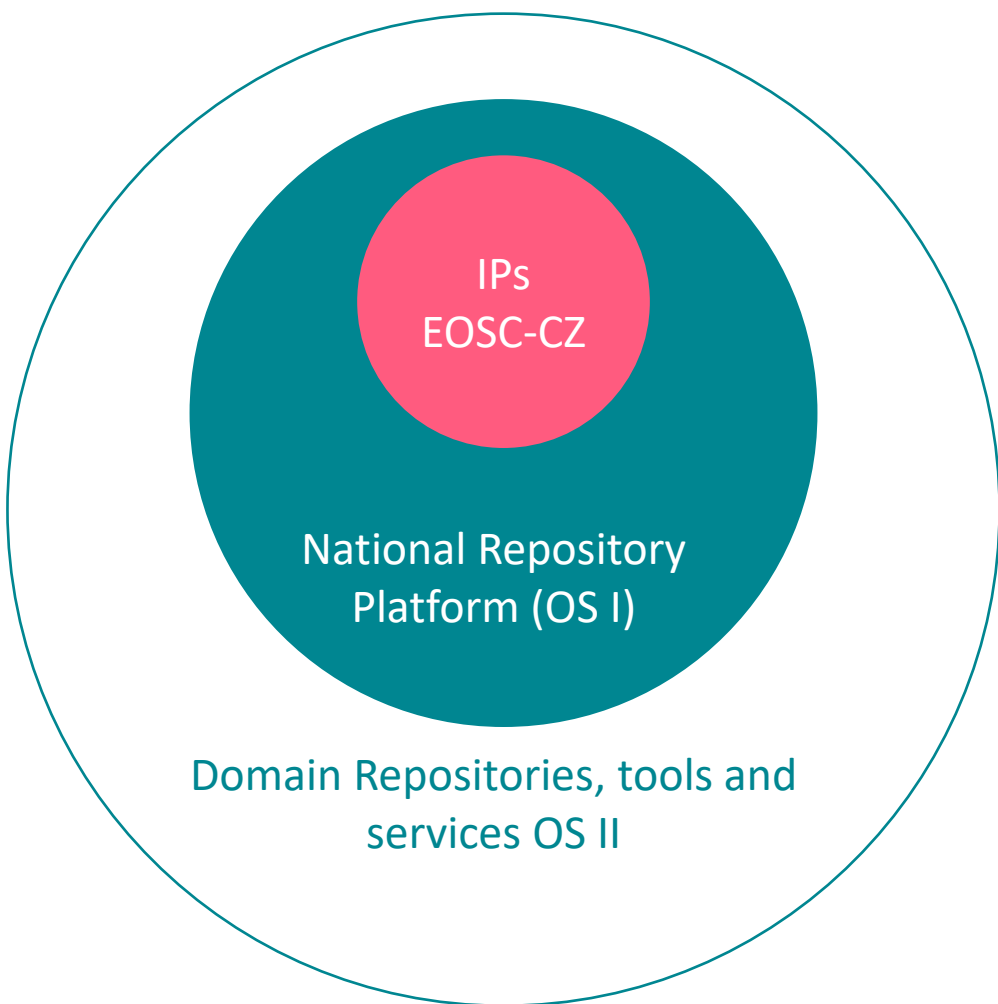 IPs
EOSC-CZ
National Repository
Platform (OS I)
Domain Repositories, tools and
services OS II